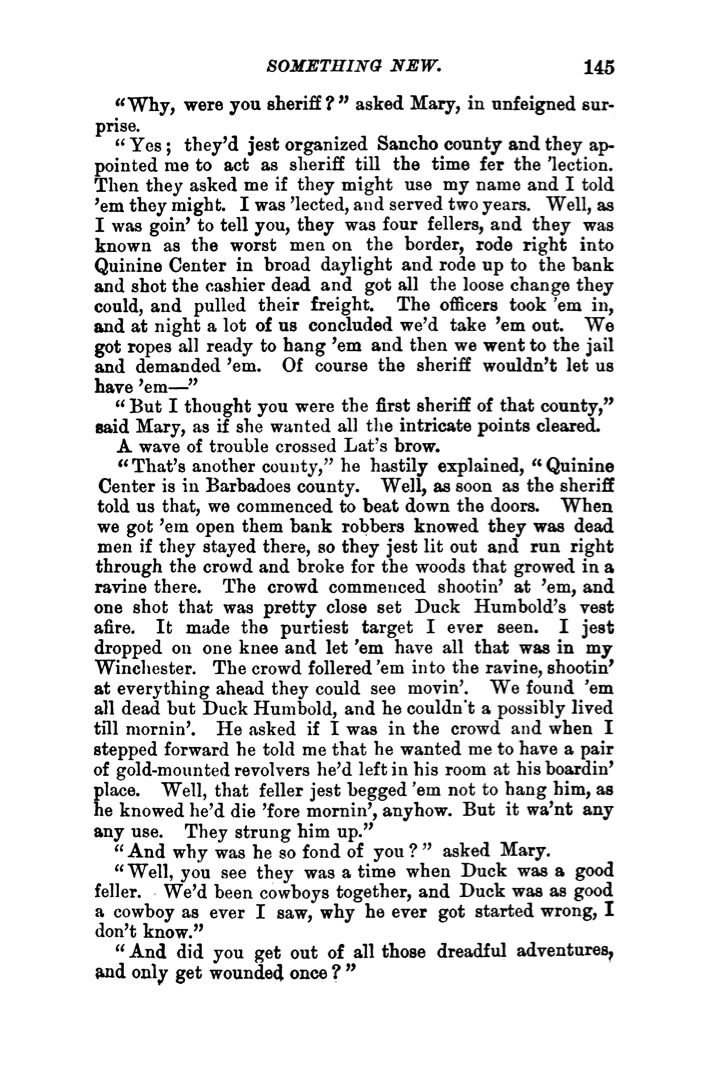 SOMETHING NEW. 145
“Why, were you sheriff?” asked Mary, in unfeigned sur-
prise.
“Yes; they’d jest organized Sancho county and they ap-
pointed me to act as sheriff till the time fer the ’lection.
Then they asked me if they might use my name and I told
’em they might. I was ’lected, and served two years. Well, as
I was goin’ to tell you, they was four fellers, and they was
known as the worst men on the border, rode right into
Quinine Center in broad daylight and rode up to the bank
and shot the cashier dead and got all the loose change they
could, and pulled their freight. The officers took ’em in,
and at night a lot of us concluded we’d take ’em out. We
got ropes all ready to hang ’em and then we went to the jail
and demanded ’em. Of course the sheriff wouldn’t let us
have ’em—”
“But I thought you were the first sheriff of that county,”
said Mary, as if she wanted all the intricate points cleared.
A wave of trouble crossed Lat’s brow.
“That’s another county,” he hastily explained, “Quinine
Center is in Barbadoes county. Well, as soon as the sheriff
told us that, we commenced to beat down the doors. When
we got ’em open them bank robbers knowed they was dead
men if they stayed there, so they jest lit out and run right
through the crowd and broke for the woods that growed in a
ravine there. The crowd commenced shootin’ at ’em, and
one shot that was pretty close set Duck Humbold’s vest
afire. It made the purtiest target I ever seen. I jest
dropped on one knee and let ’em have all that was in my
Winchester. The crowd follered ’em into the ravine, shootin’
at everything ahead they could see movin’. We found ’em
all dead but Duck Humbold, and he couldn’t a possibly lived
till mornin’. He asked if I was in the crowd and when I
stepped forward he told me that he wanted me to have a pair
of gold-mounted revolvers he’d left in his room at his boardin’
place. Well, that feller jest begged ’em not to hang him, as
he knowed he’d die ’fore mornin’, anyhow. But it wa’nt any
any use. They strung him up.”
“And why was he so fond of you?” asked Mary.
“Well, you see they was a time when Duck was a good
feller. We’d been cowboys together, and Duck was as good
a cowboy as ever I saw, why he ever got started wrong, I
don’t know.”
“And did you get out of all those dreadful adventures,
and only get wounded once?”